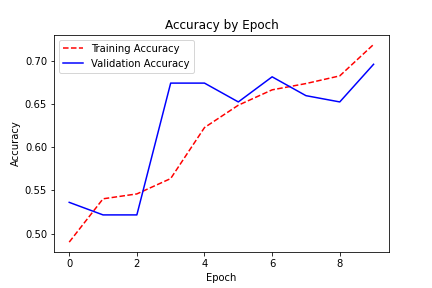 Accuracy by Epoch
Training Accuracy
Validation Accuracy
0.70
0.65
0.60
0.55
0.50
Accuracy
0 2 4 6 8
Epoch